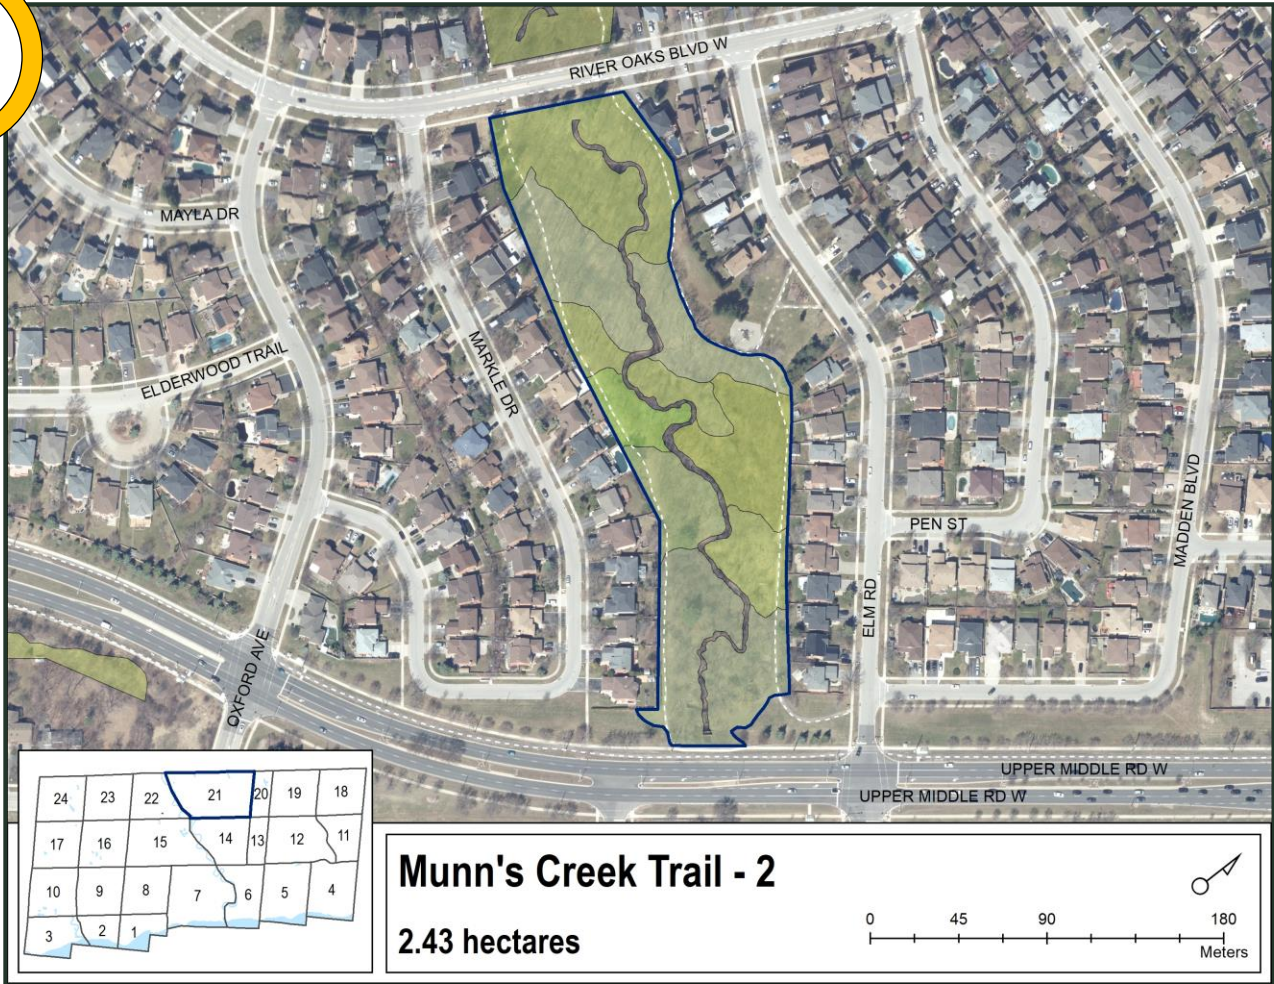 RIVER OAKS BLVD W
MAYLA DR
ELDERWOOD TRAIL
MARKLE DR
PEN ST
MADDEN BLVD
ELM RD
OXFORD AVE
UPPER MIDDLE RD W
UPPER MIDDLE RD W
24 23 22 21 20 19 18
17 16 15 14 13 12 11
10 9 8 7 6 5 4
3 2 1
Munn's Creek Trail - 2
2.43 hectares
0 45 90 180
Meters